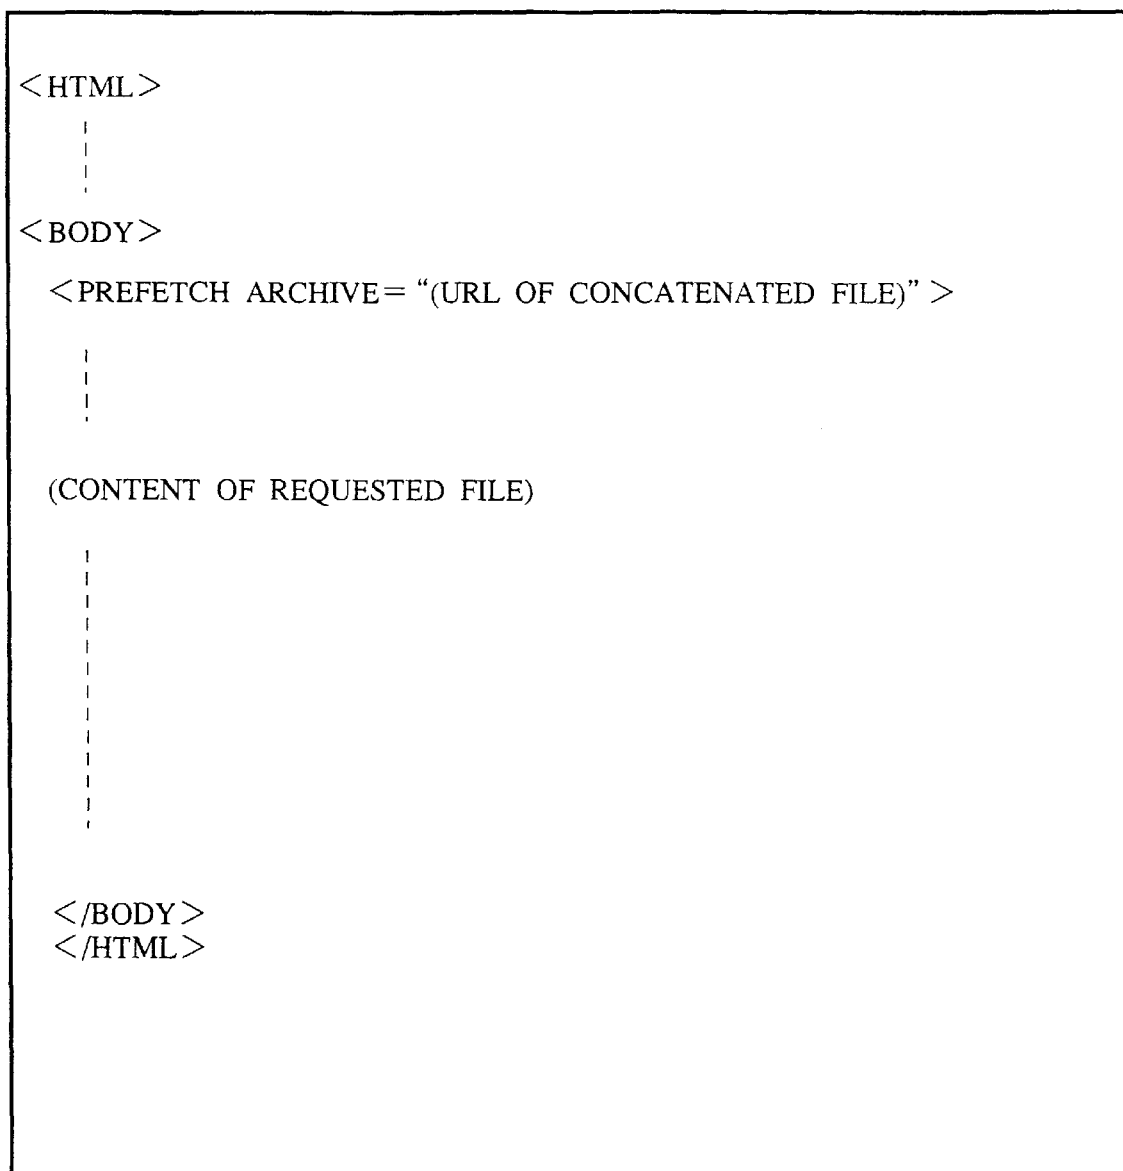 <HTML>
<BODY>
<PREFETCH ARCHIVE= “(URL OF CONCATENATED FILE)” >
(CONTENT OF REQUESTED FILE)
</BODY>
</HTML>